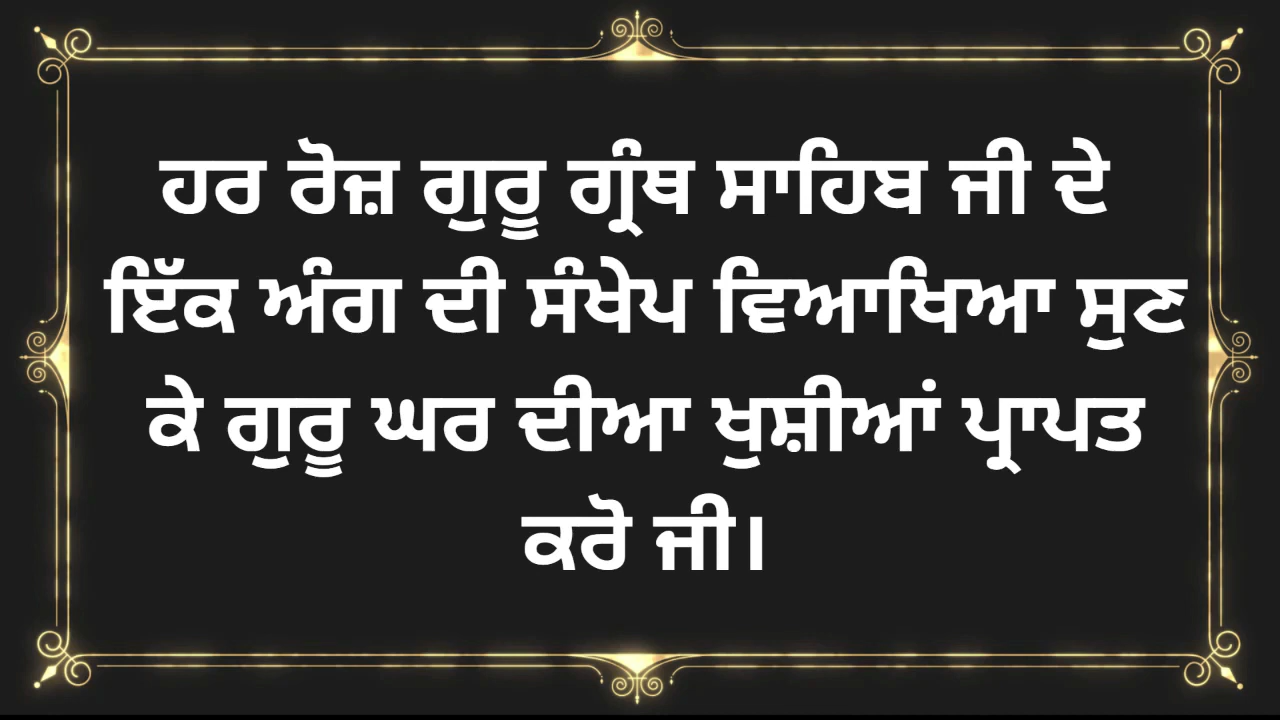 ਹਰ ਰੋਜ਼ ਗੁਰੂ ਗ੍ਰੰਥ ਸਾਹਿਬ ਜੀ ਦੇ
ਇੱਕ ਅੰਗ ਦੀ ਸੰਖੇਪ ਵਿਆਖਿਆ ਸੁਣ
ਕੇ ਗੁਰੂ ਘਰ ਦੀਆ ਖੁਸ਼ੀਆਂ ਪ੍ਰਾਪਤ
ਕਰੋ ਜੀ।